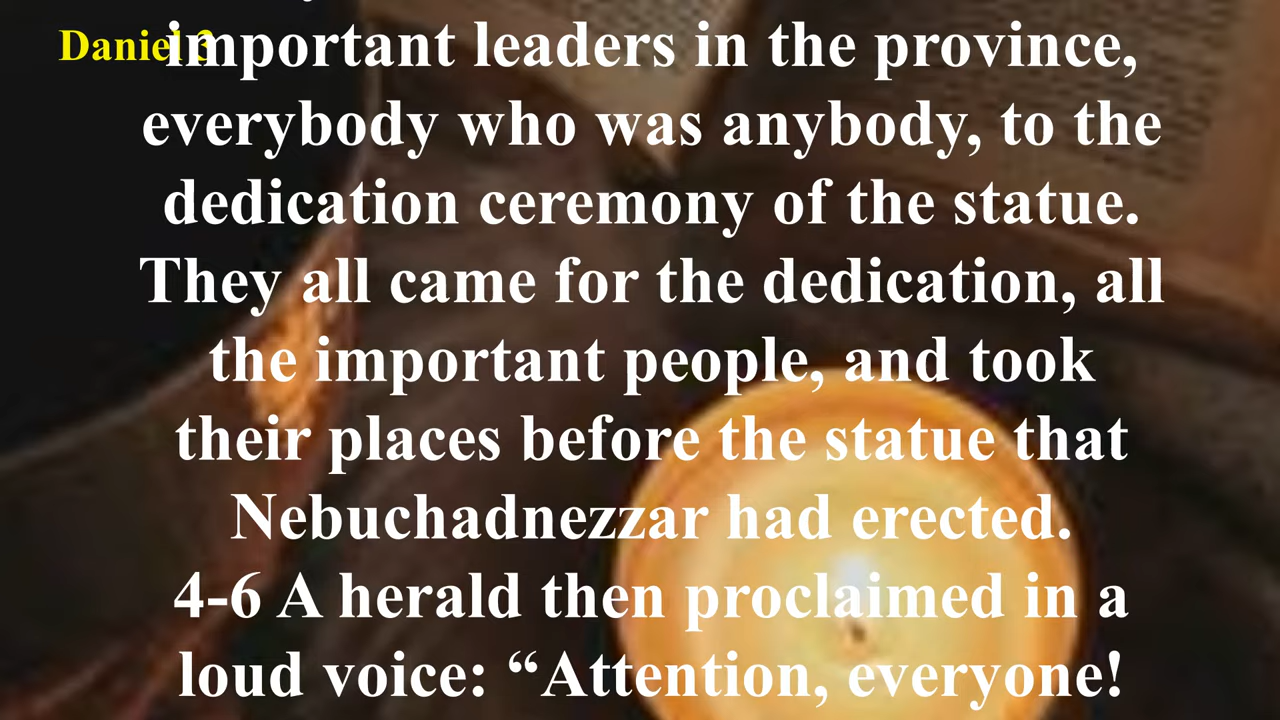 Daniel 3
important leaders in the province,
everybody who was anybody, to the
dedication ceremony of the statue.
They all came for the dedication, all
the important people, and took
their places before the statue that
Nebuchadnezzar had erected.
4-6 A herald then proclaimed in a
loud voice: “Attention, everyone!